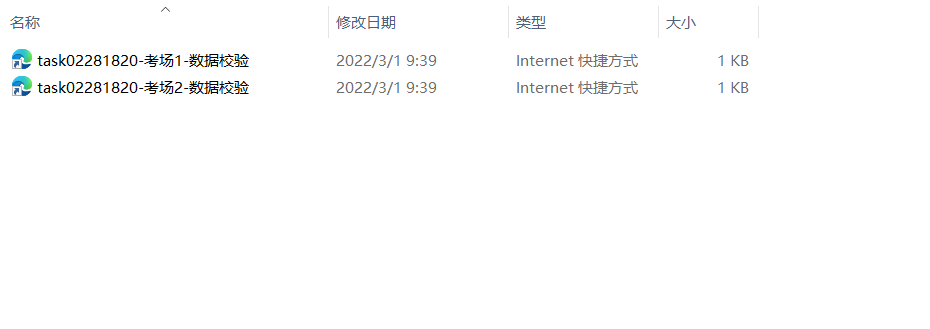 名称 修改日期 类型 大小
task02281820-考场1-数据校验 2022/3/1 9:39 Internet 快捷方式 1 KB
task02281820-考场2-数据校验 2022/3/1 9:39 Internet 快捷方式 1 KB